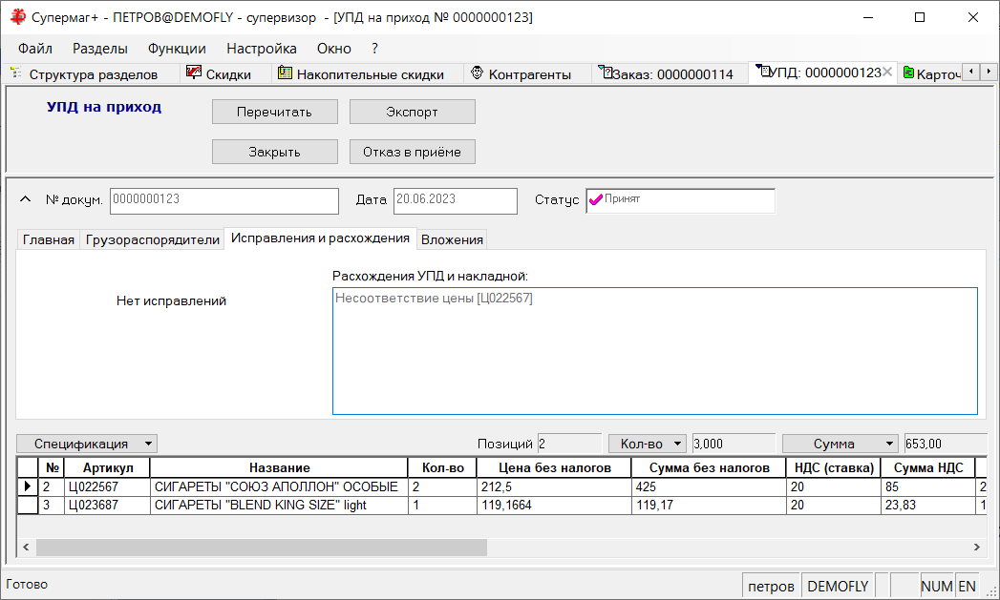 Супермаг+ - ПЕТРОВ@DEMOFLY - супервизор - [УПД на приход № 0000000123]
Файл Разделы Функции Настройка Окно ?
Структура разделов Скидки Накопительные скидки Контрагенты Заказ: 0000000114 УПД: 0000000123 Карточ
УПД на приход Перечитать Экспорт
Закрыть Отказ в приёме
№ докум. 0000000123 Дата 20.06.2023 Статус Принят
Главная Грузораспорядители Исправления и расхождения Вложения
Расхождения УПД и накладной:
Нет исправлений Несоответствие цены [Ц022567]
Спецификация Позиций 2 Кол-во 3,000 Сумма 653,00
№ Артикул Название Кол-во Цена без налогов Сумма без налогов НДС (ставка) Сумма НДС
2 Ц022567 СИГАРЕТЫ "СОЮЗ АПОЛЛОН" ОСОБЫЕ 2 212,5 425 20 85 2
3 Ц023687 СИГАРЕТЫ "BLEND KING SIZE" light 1 119,1664 119,17 20 23,83 1
Готово петров DEMOFLY NUM EN